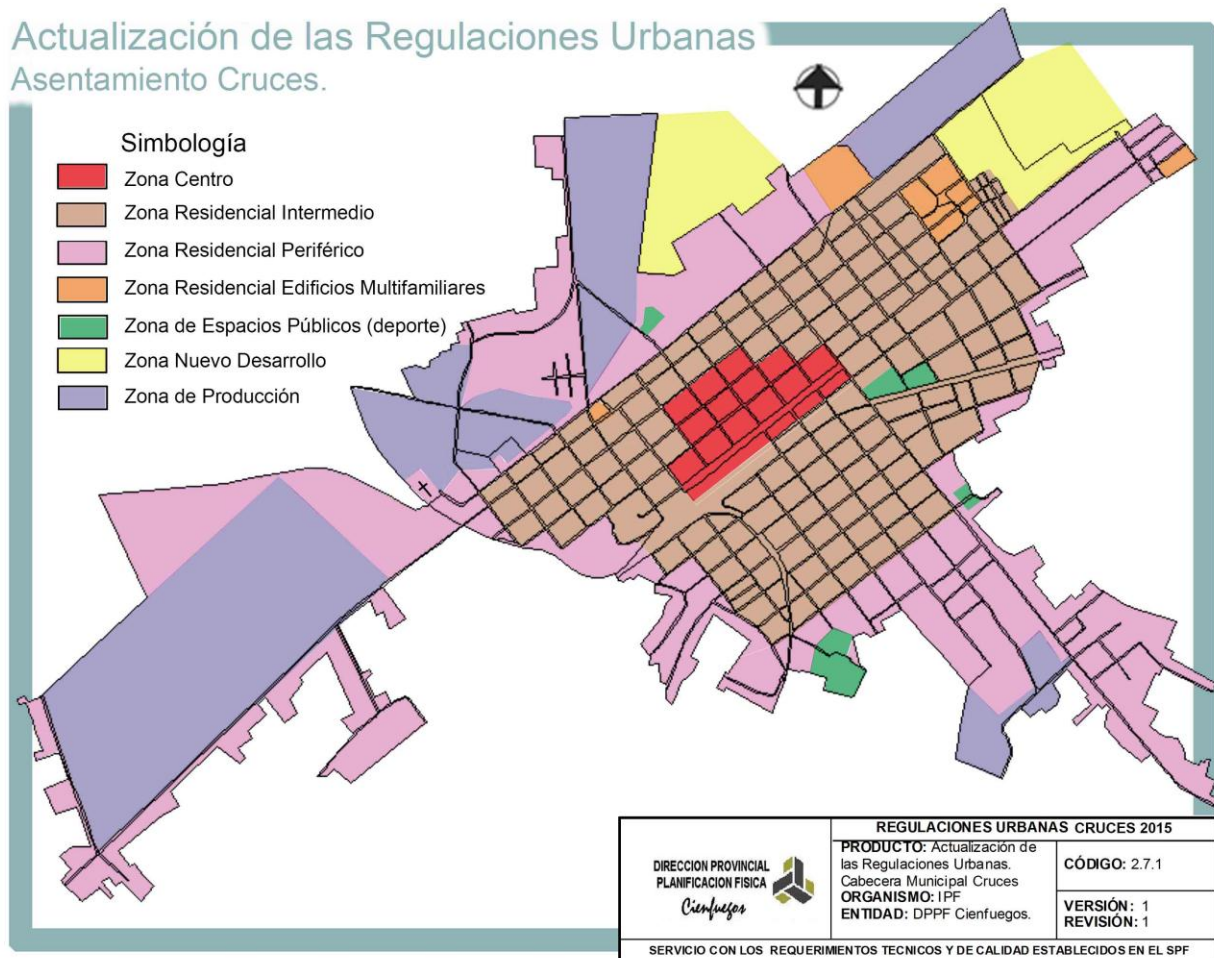 Actualización de las Regulaciones Urbanas
Asentamiento Cruces.
Simbología
Zona Centro
Zona Residencial Intermedio
Zona Residencial Periférico
Zona Residencial Edificios Multifamiliares
Zona de Espacios Públicos (deporte)
Zona Nuevo Desarrollo
Zona de Producción
DIRECCION PROVINCIAL
PLANIFICACION FISICA
Cienfuegos
REGULACIONES URBANAS CRUCES 2015
PRODUCTO: Actualización de
las Regulaciones Urbanas.
Cabecera Municipal Cruces
ORGANISMO: IPF
ENTIDAD: DPPF Cienfuegos.
CÓDIGO: 2.7.1
VERSIÓN: 1
REVISIÓN: 1
SERVICIO CON LOS REQUERIMIENTOS TECNICOS Y DE CALIDAD ESTABLECIDOS EN EL SPF